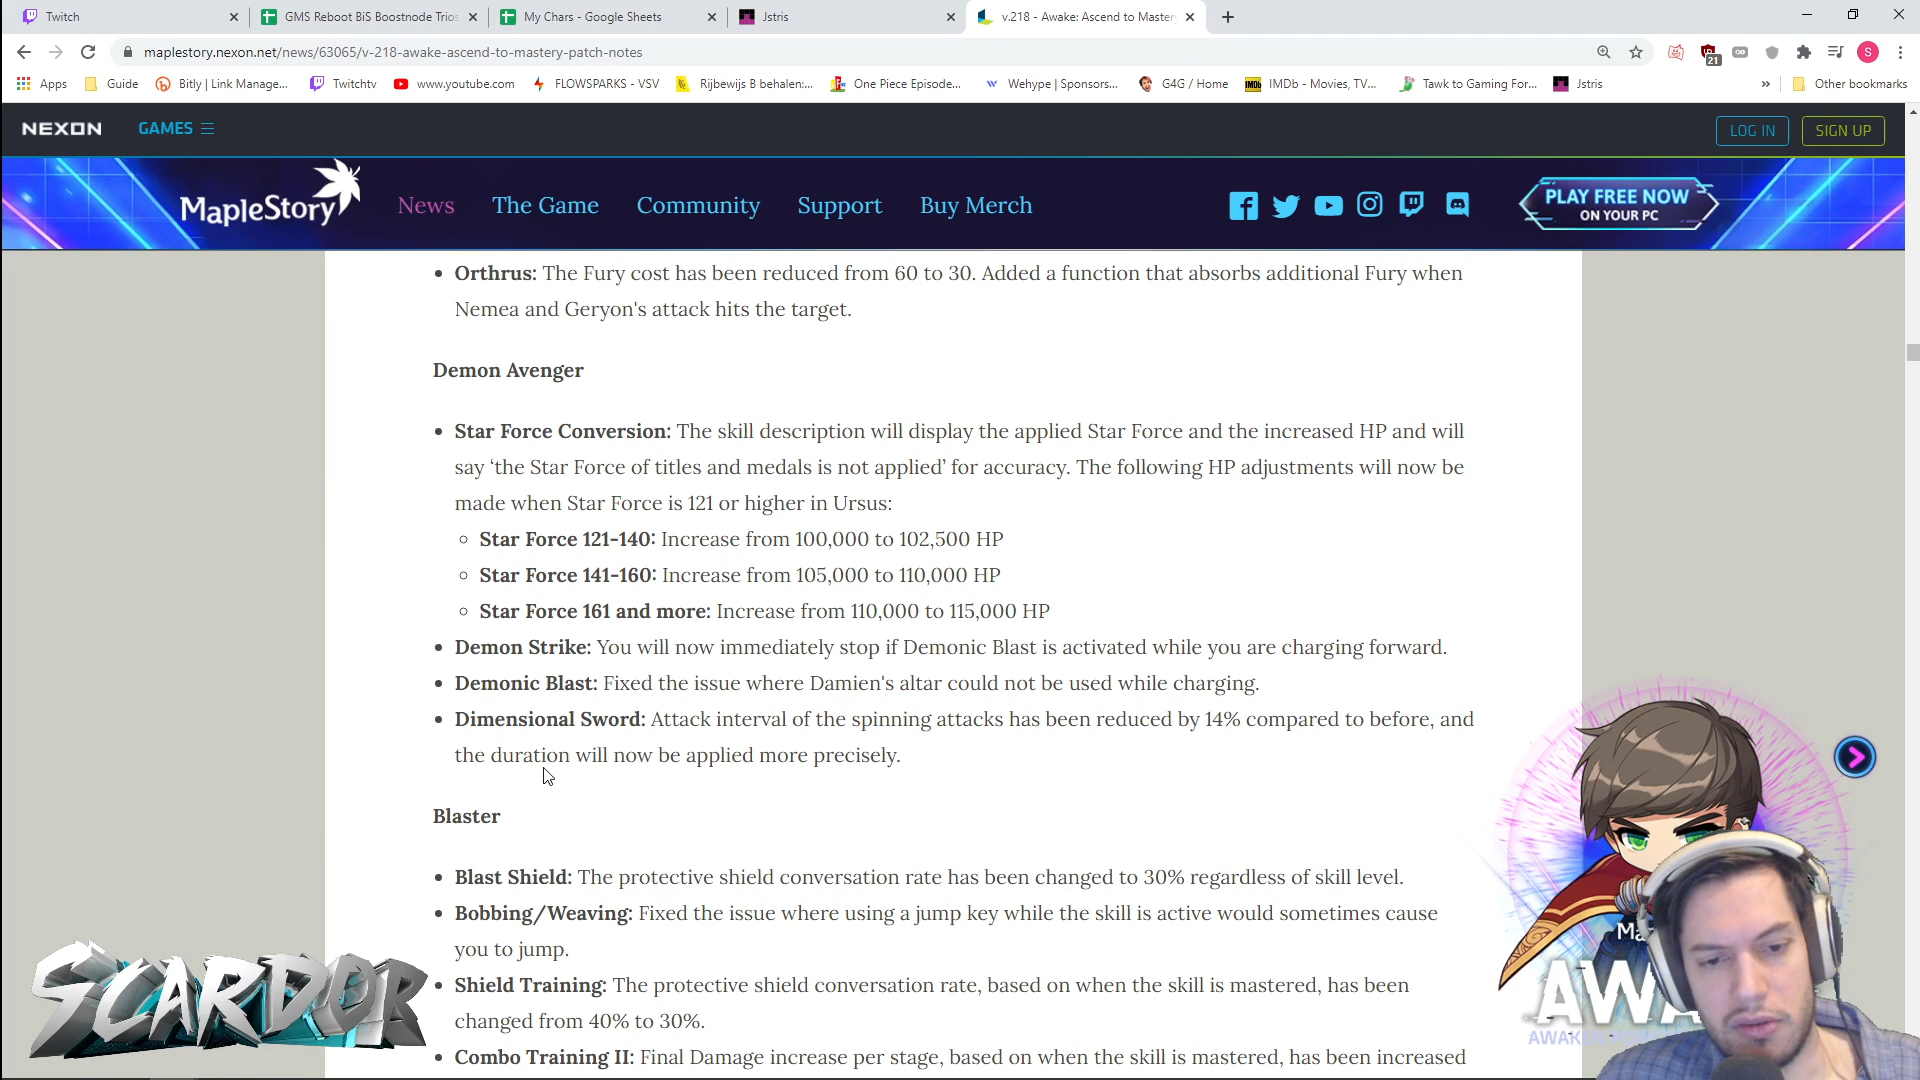 Twitch
GMS Reboot BiS Boostnode Trios
My Chars - Google Sheets
Jstris
v.218 - Awake: Ascend to Master
maplestory.nexon.net/news/63065/v-218-awake-ascend-to-mastery-patch-notes
21
S
Apps
Guide
Bitly | Link Manage...
Twitchtv
www.youtube.com
FLOWSPARKS - VSV
Rijbewijs B behalen:...
One Piece Episode...
Wehype | Sponsors...
G4G / Home
IMDb
IMDb - Movies, TV...
Tawk to Gaming For...
Jstris
»
Other bookmarks
NEXON
GAMES
LOG IN
SIGN UP
MapleStory
News
The Game
Community
Support
Buy Merch
PLAY FREE NOW
ON YOUR PC
• Orthrus: The Fury cost has been reduced from 60 to 30. Added a function that absorbs additional Fury when
Nemea and Geryon's attack hits the target.
Demon Avenger
• Star Force Conversion: The skill description will display the applied Star Force and the increased HP and will
say ‘the Star Force of titles and medals is not applied’ for accuracy. The following HP adjustments will now be
made when Star Force is 121 or higher in Ursus:
◦ Star Force 121-140: Increase from 100,000 to 102,500 HP
◦ Star Force 141-160: Increase from 105,000 to 110,000 HP
◦ Star Force 161 and more: Increase from 110,000 to 115,000 HP
• Demon Strike: You will now immediately stop if Demonic Blast is activated while you are charging forward.
• Demonic Blast: Fixed the issue where Damien's altar could not be used while charging.
• Dimensional Sword: Attack interval of the spinning attacks has been reduced by 14% compared to before, and
the duration will now be applied more precisely.
Blaster
• Blast Shield: The protective shield conversation rate has been changed to 30% regardless of skill level.
• Bobbing/Weaving: Fixed the issue where using a jump key while the skill is active would sometimes cause
you to jump.
• Shield Training: The protective shield conversation rate, based on when the skill is mastered, has been
changed from 40% to 30%.
• Combo Training II: Final Damage increase per stage, based on when the skill is mastered, has been increased
SCARDOR
Ma
AWA